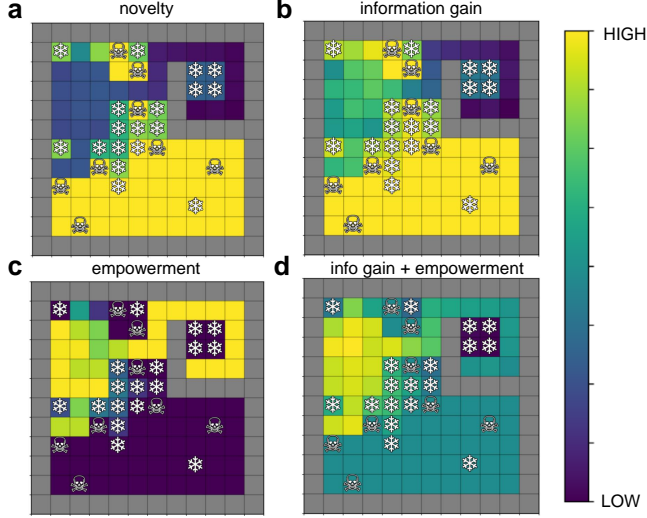 a
novelty
b
information gain
HIGH
c
empowerment
d
info gain + empowerment
LOW